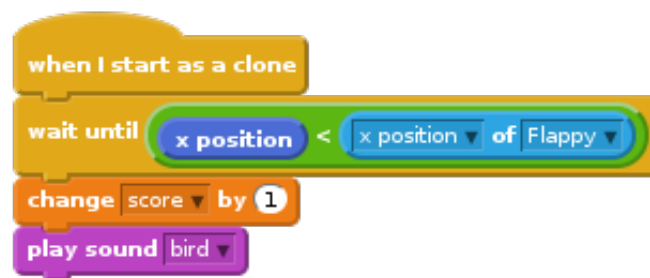 when I start as a clone
wait until x position < x position of Flappy
change score by 1
play sound bird